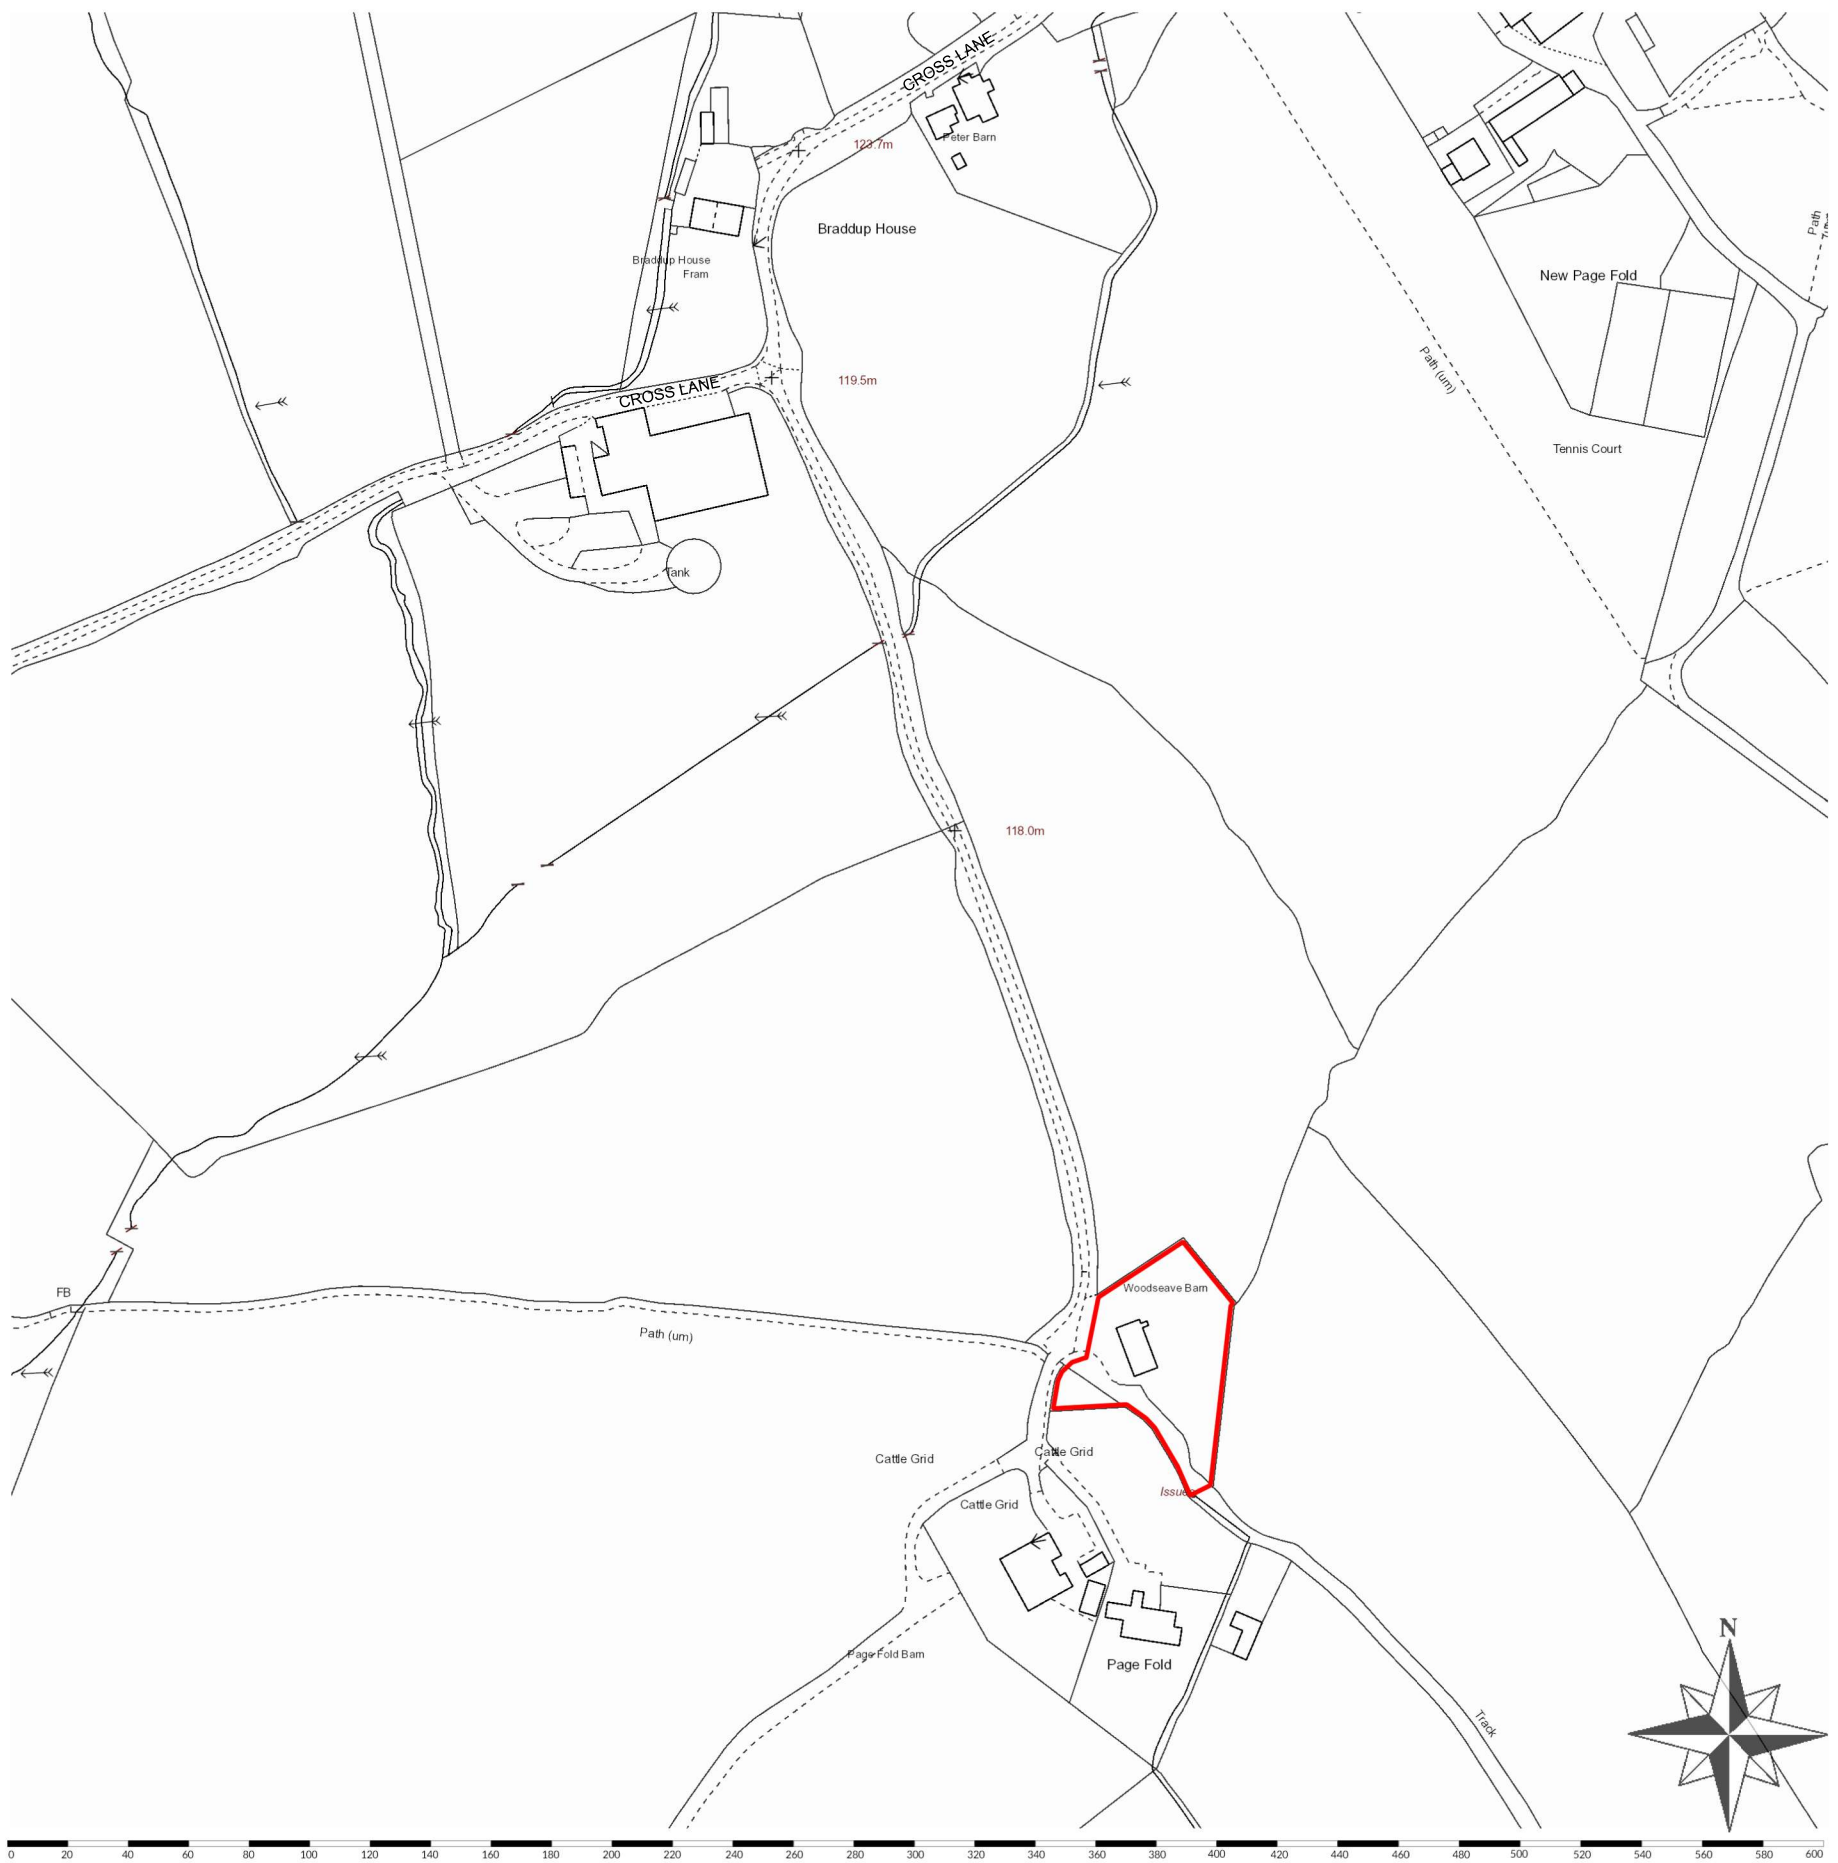 CROSS LANE
123.7m
Peter Barn
Braddup House
Braddup House
Fram
New Page Fold
Path
Path (um)
119.5m
CROSS LANE
Tennis Court
Tank
118.0m
FB
Path (um)
Woodseave Barn
Cattle Grid
Cattle Grid
Cattle Grid
Issues
Page Fold Barn
Page Fold
Track
N
0 20 40 60 80 100 120 140 160 180 200 220 240 260 280 300 320 340 360 380 400 420 440 460 480 500 520 540 560 580 600